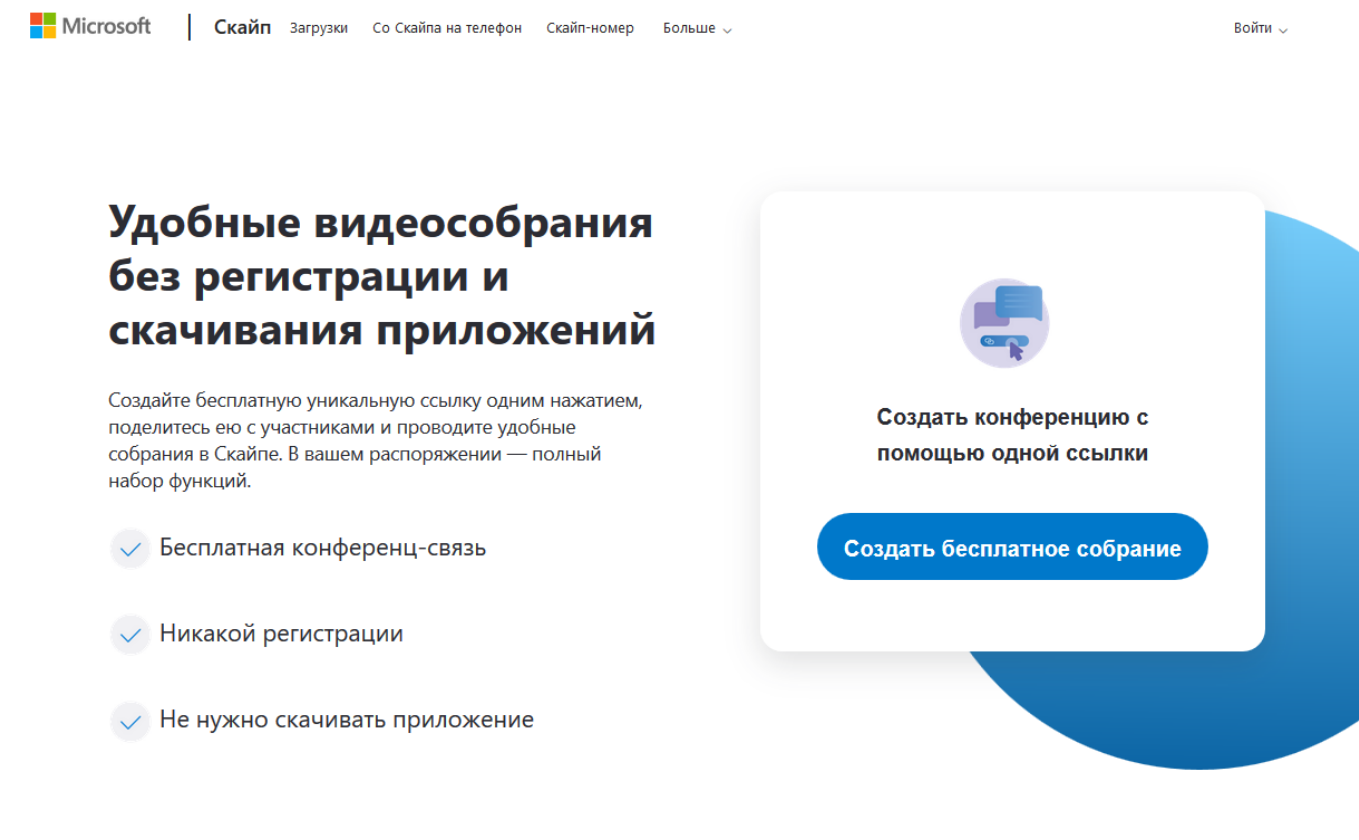 Microsoft
Скайп
Загрузки
Со Скайпа на телефон
Скайп-номер
Больше
Войти
Удобные видеособрания
без регистрации и
скачивания приложений
Создайте бесплатную уникальную ссылку одним нажатием,
поделитесь ею с участниками и проводите удобные
собрания в Скайпе. В вашем распоряжении — полный
набор функций.
Бесплатная конференц-связь
Никакой регистрации
Не нужно скачивать приложение
Создать конференцию с
помощью одной ссылки
Создать бесплатное собрание